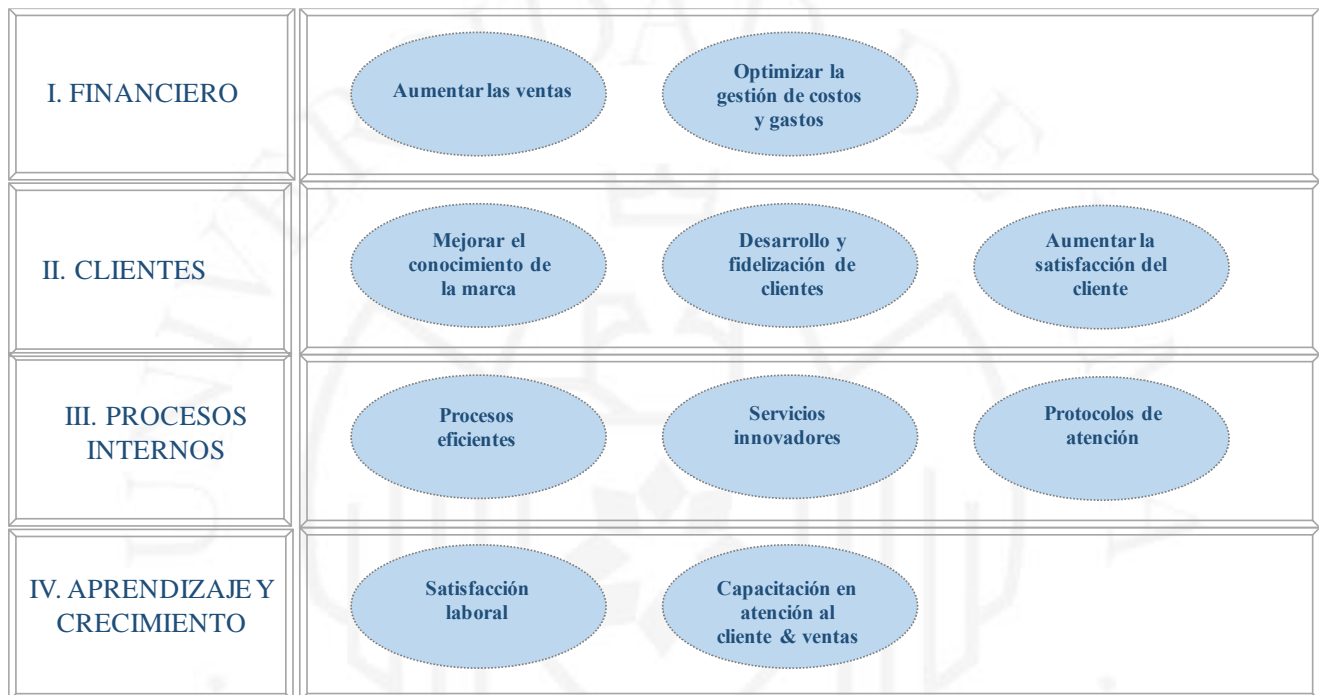 I. FINANCIERO
Aumentar las ventas
Optimizar la
gestión de costos
y gastos
II. CLIENTES
Mejorar el
conocimiento de
la marca
Desarrollo y
fidelización de
clientes
Aumentar la
satisfacción del
cliente
III. PROCESOS
INTERNOS
Procesos
eficientes
Servicios
innovadores
Protocolos de
atención
IV. APRENDIZAJE Y
CRECIMIENTO
Satisfacción
laboral
Capacitación en
atención al
cliente & ventas
UNIVERSIDAD DE